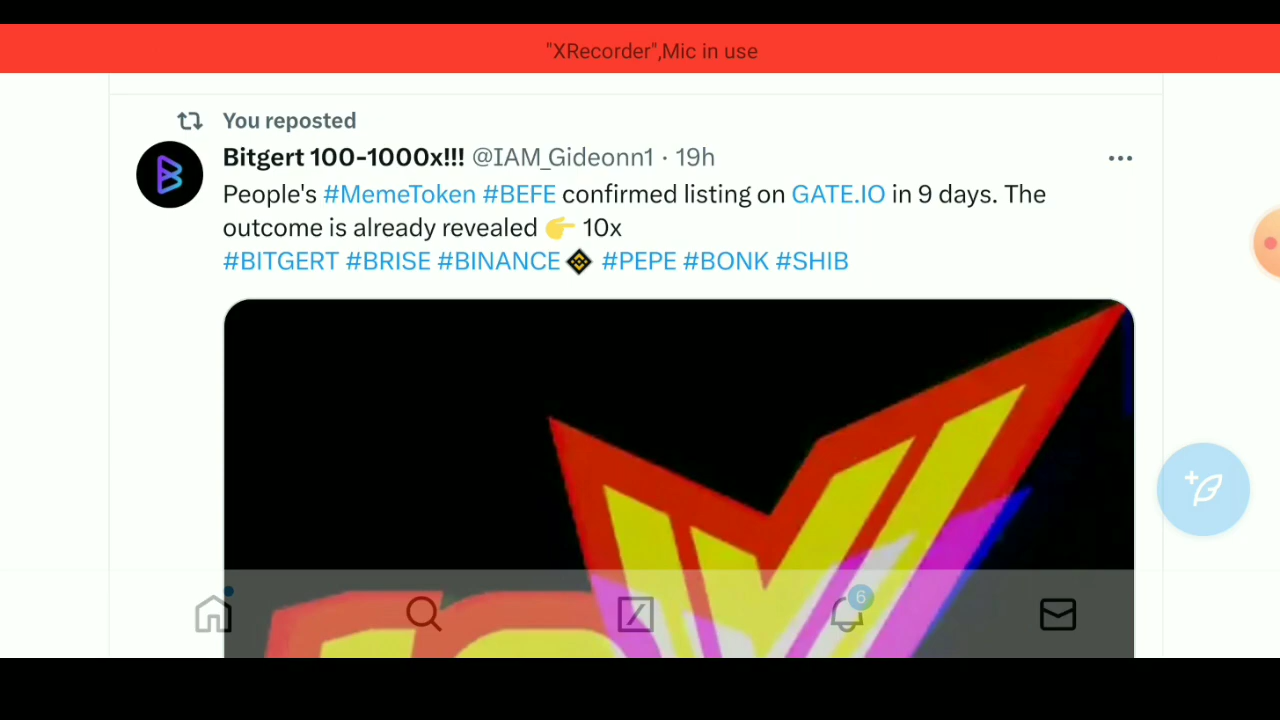 "XRecorder",Mic in use
You reposted
Bitgert 100-1000x!!! @IAM_Gideonn1 · 19h
People's #MemeToken #BEFE confirmed listing on GATE.IO in 9 days. The
outcome is already revealed 👉 10x
#BITGERT #BRISE #BINANCE #PEPE #BONK #SHIB
6